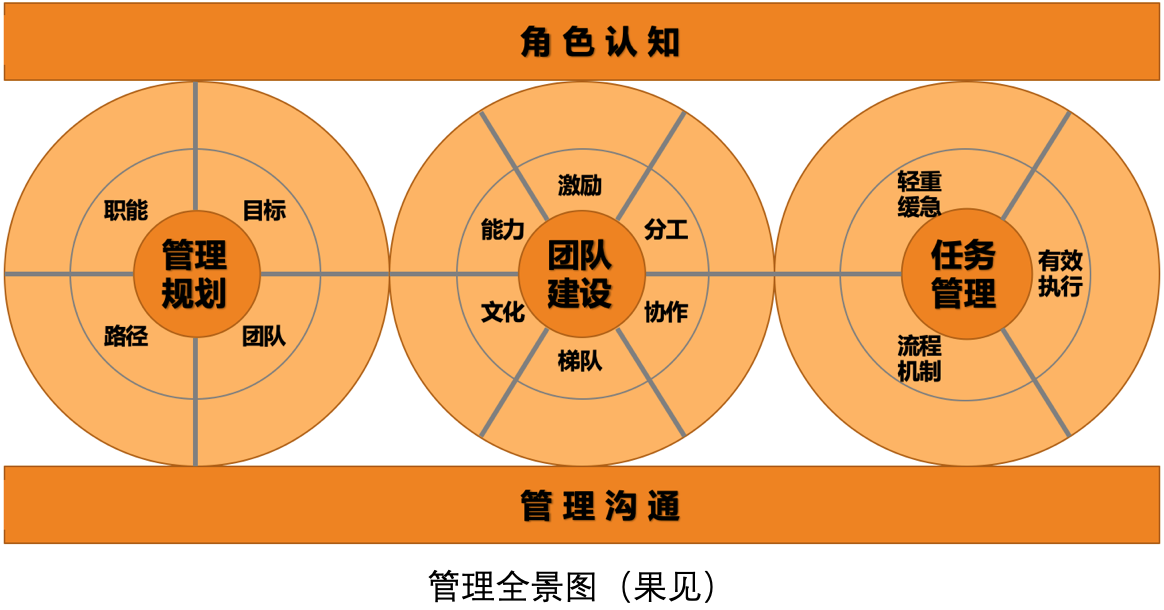 角色认知
职能
目标
管理
规划
路径
团队
激励
能力
分工
团队
建设
文化
协作
梯队
轻重
缓急
任务
管理
有效
执行
流程
机制
管理沟通
管理全景图（果见）